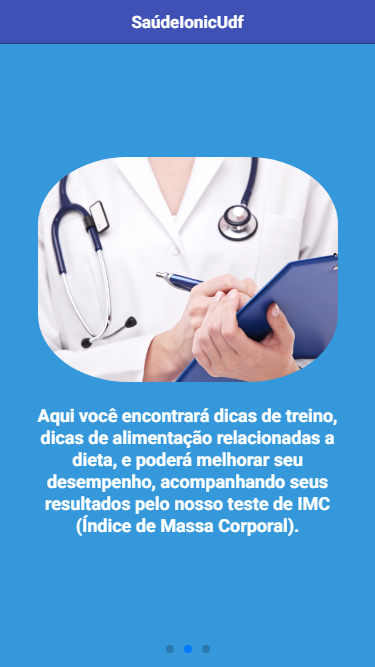 SaúdeIonicUdf
Aqui você encontrará dicas de treino,
dicas de alimentação relacionadas a
dieta, e poderá melhorar seu
desempenho, acompanhando seus
resultados pelo nosso teste de IMC
(Índice de Massa Corporal).